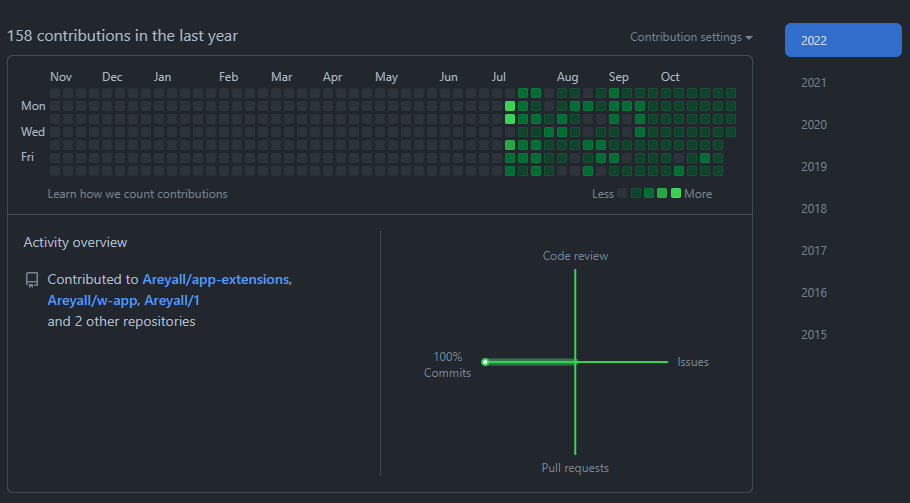 158 contributions in the last year
Contribution settings
2022
2021
2020
2019
2018
2017
2016
2015
Nov Dec Jan Feb Mar Apr May Jun Jul Aug Sep Oct
Mon
Wed
Fri
Learn how we count contributions
Less More
Activity overview
Contributed to Areyall/app-extensions,
Areyall/w-app, Areyall/1
and 2 other repositories
Code review
100%
Commits
Issues
Pull requests